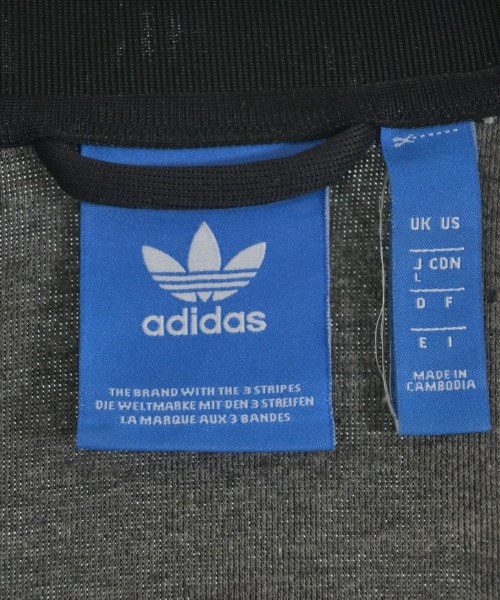 adidas
THE BRAND WITH THE 3 STRIPES
DIE WELTMARKE MIT DEN 3 STREIFEN
LA MARQUE AUX 3 BANDES
UK US
J CDN
L
D F
E I
MADE IN
CAMBODIA